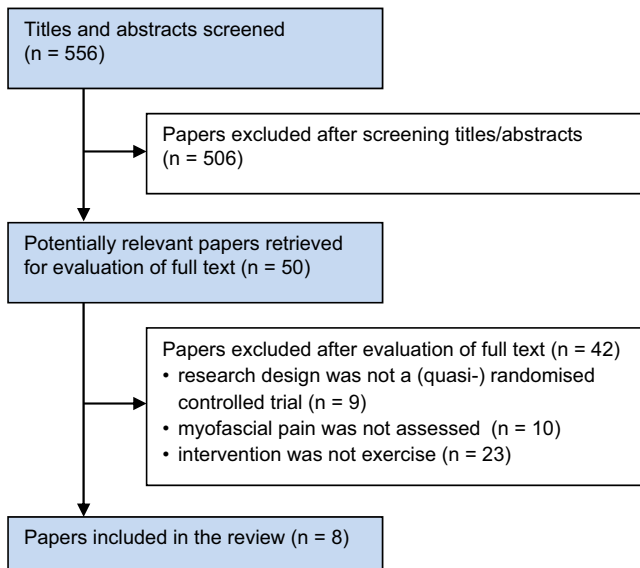 Titles and abstracts screened
(n = 556)
Papers excluded after screening titles/abstracts
(n = 506)
Potentially relevant papers retrieved
for evaluation of full text (n = 50)
Papers excluded after evaluation of full text (n = 42)
• research design was not a (quasi-) randomised
controlled trial (n = 9)
• myofascial pain was not assessed (n = 10)
• intervention was not exercise (n = 23)
Papers included in the review (n = 8)